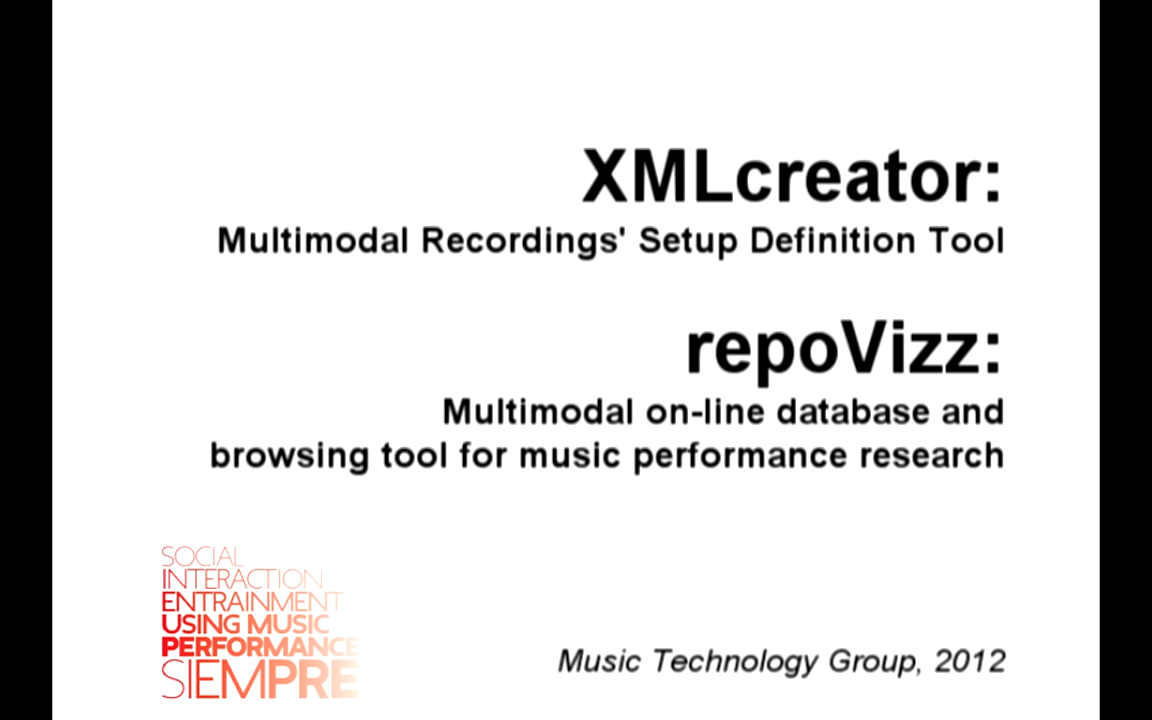 XMLcreator:
Multimodal Recordings' Setup Definition Tool
repoVizz:
Multimodal on-line database and
browsing tool for music performance research
SOCIAL
INTERACTION
ENTRAINMENT
USING MUSIC
PERFORMANCE
SIEMPRE
Music Technology Group, 2012